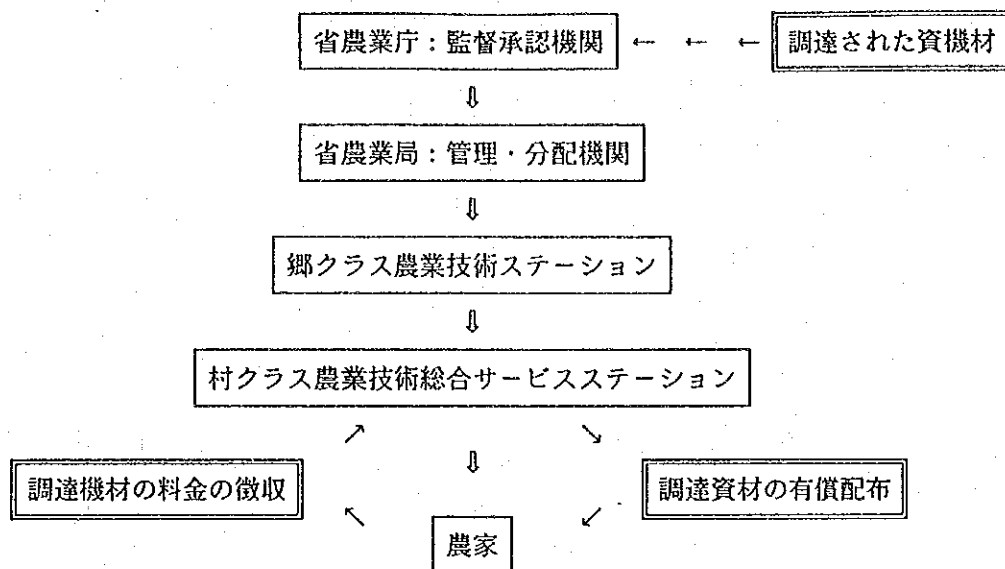 省農業庁：監督承認機関 ← ← ← 調達された資機材
⇩
省農業局：管理・分配機関
⇩
郷クラス農業技術ステーション
⇩
村クラス農業技術総合サービスステーション
↗ ⇩ ↘
調達機材の料金の徴収 調達資材の有償配布
↖ ↙
農家